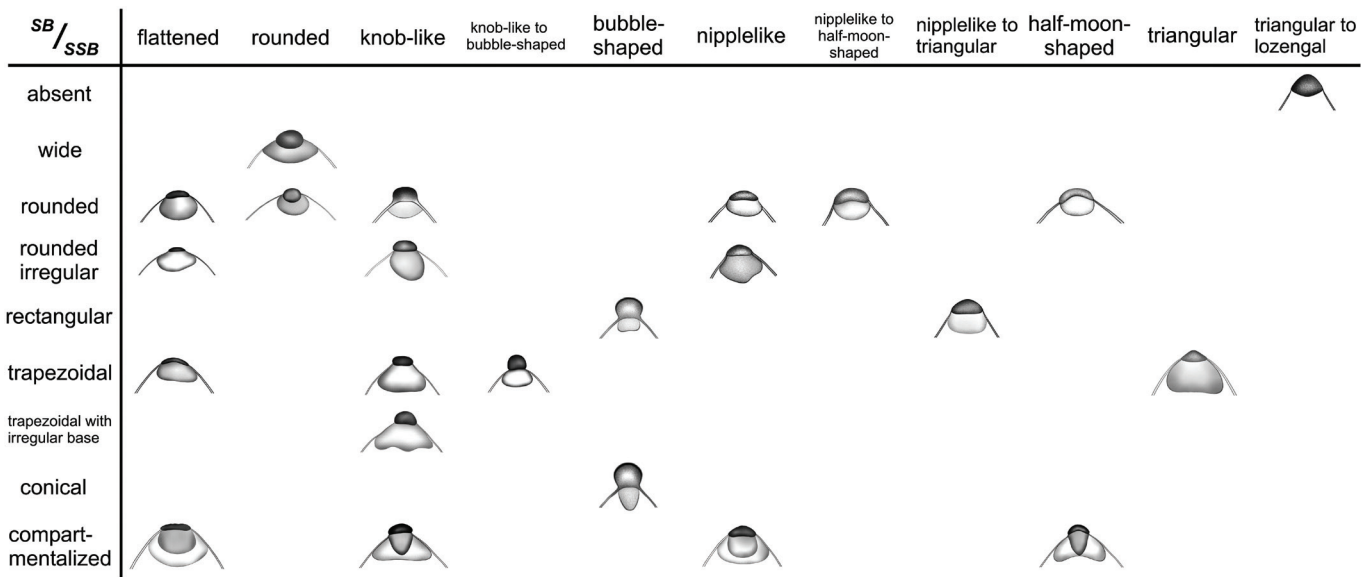 SB/SSB
flattened
rounded
knob-like
knob-like to
bubble-shaped
bubble-
shaped
nipplelike
nipplelike to
half-moon-
shaped
nipplelike to
triangular
half-moon-
shaped
triangular
triangular to
lozengal
absent
wide
rounded
rounded
irregular
rectangular
trapezoidal
trapezoidal with
irregular base
conical
compart-
mentalized